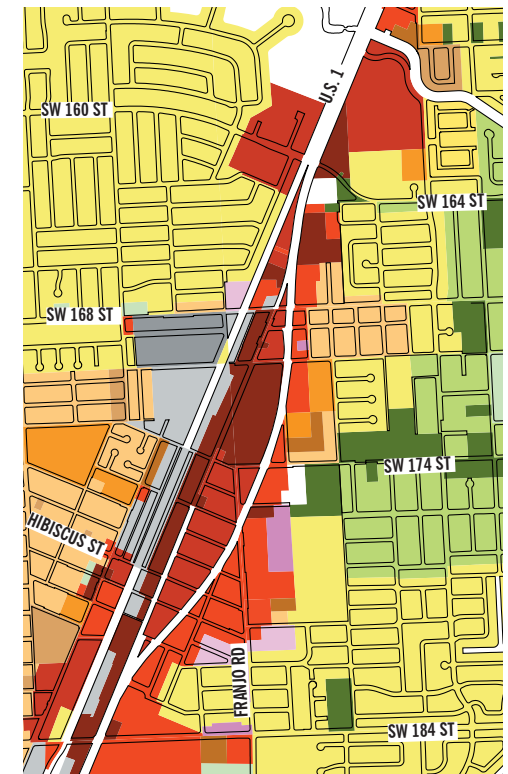 U.S. 1
SW 160 ST
SW 164 ST
SW 168 ST
SW 174 ST
HIBISCUS ST
FRANJO RD
SW 184 ST